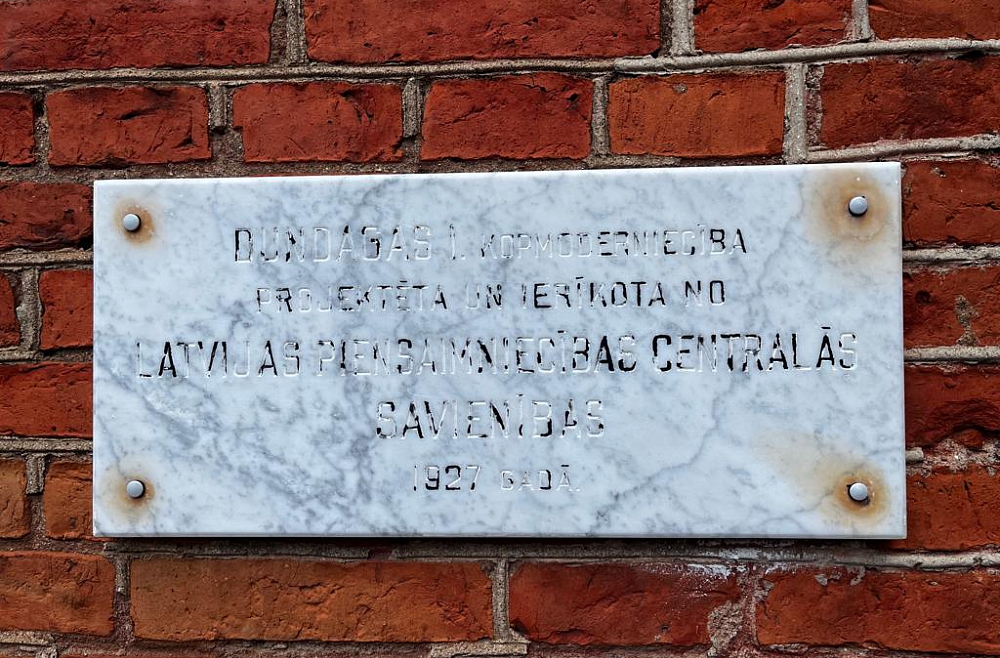 DUNDAGAS I. KOPMODERNIECĪBA
PROJEKTĒTA UN IERĪKOTA NO
LATVIJAS PIENSAIMNIECĪBAS CENTRALĀS
SAVIENĪBAS
1927 GADĀ.